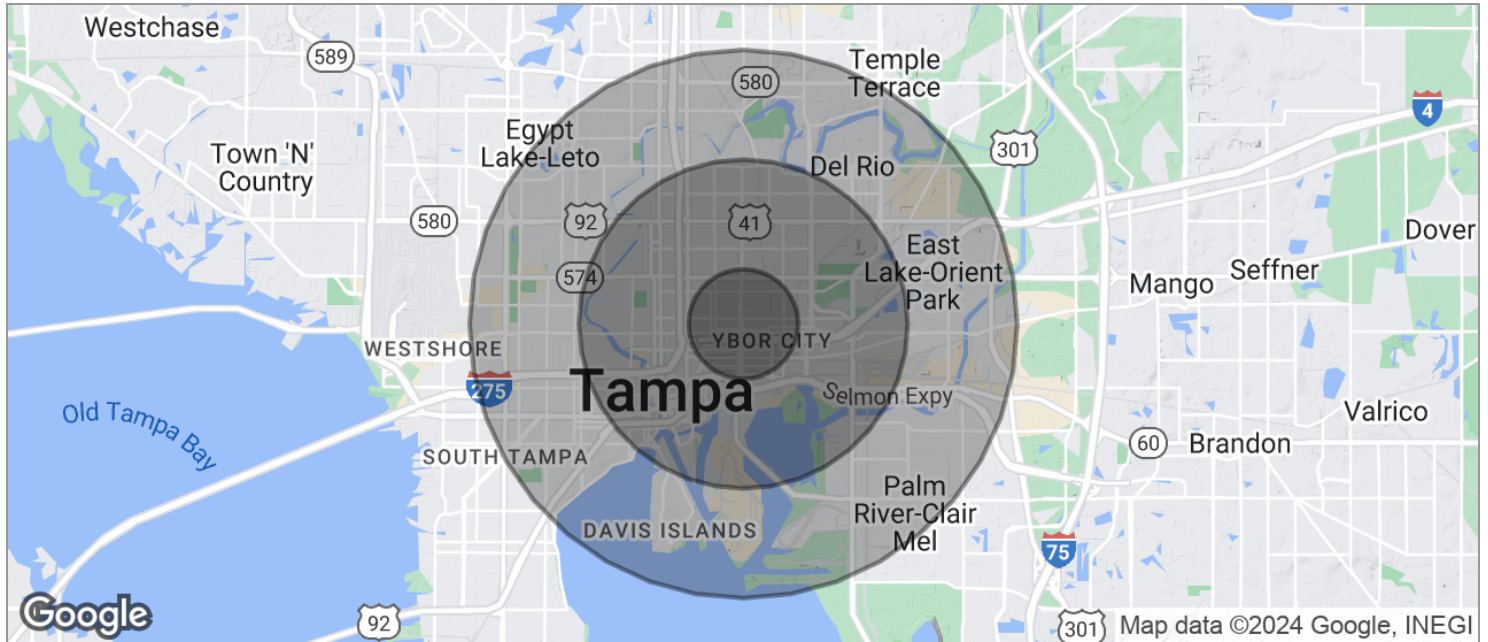 Westchase
589
580
Temple
Terrace
4
Egypt
Lake-Leto
301
Town 'N'
Country
Del Rio
580
92
41
Dover
East
Lake-Orient
Park
574
Mango
Seffner
YBOR CITY
WESTSHORE
275
Tampa
Selmon Expy
Old Tampa Bay
Valrico
60
Brandon
SOUTH TAMPA
Palm
River-Clair
Mel
DAVIS ISLANDS
75
Google
92
301
Map data ©2024 Google, INEGI